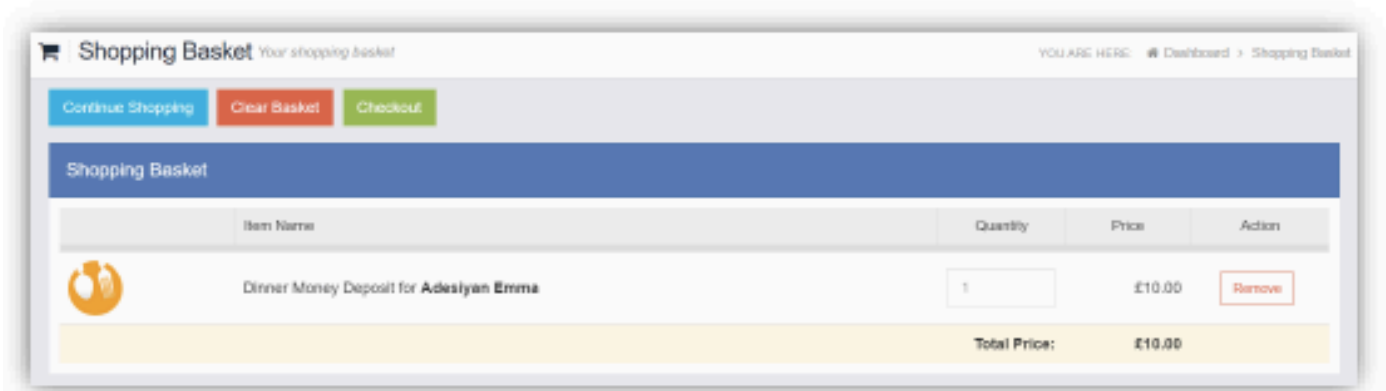 Shopping Basket Your shopping basket YOU ARE HERE: Dashboard > Shopping Basket
Continue Shopping Clear Basket Checkout
Shopping Basket
Item Name Quantity Price Action
Dinner Money Deposit for Adesiyan Emma 1 £10.00 Remove
Total Price: £10.00